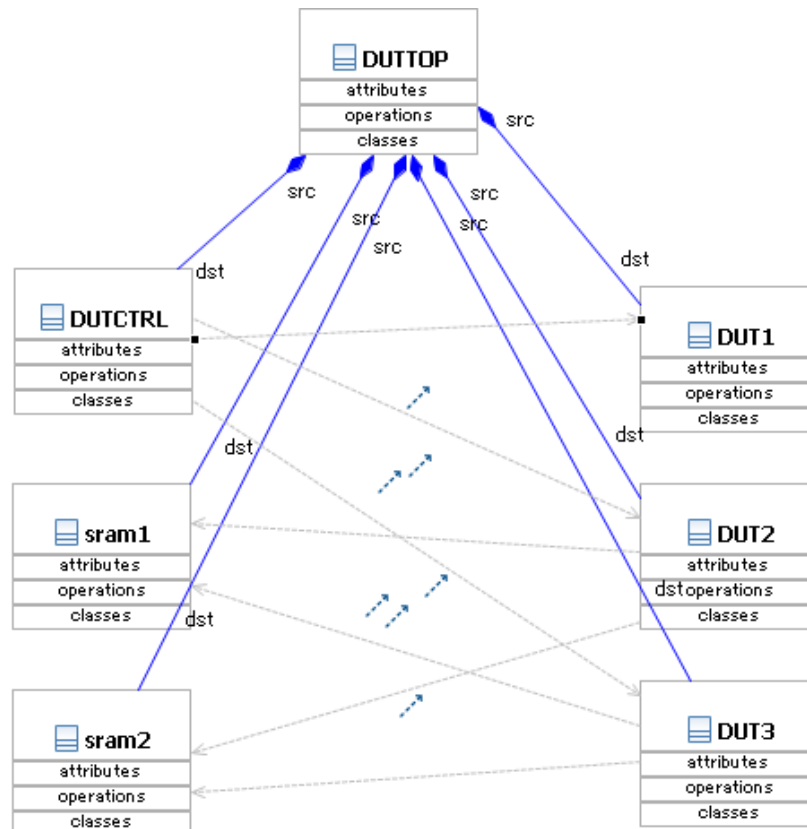 DUTTOP
attributes
operations
classes
src
src
src
src
src
src
dst
dst
DUTCTRL
attributes
operations
classes
DUT1
attributes
operations
classes
dst
dst
sram1
attributes
operations
classes
DUT2
attributes
operations
classes
dst
dst
sram2
attributes
operations
classes
DUT3
attributes
operations
classes